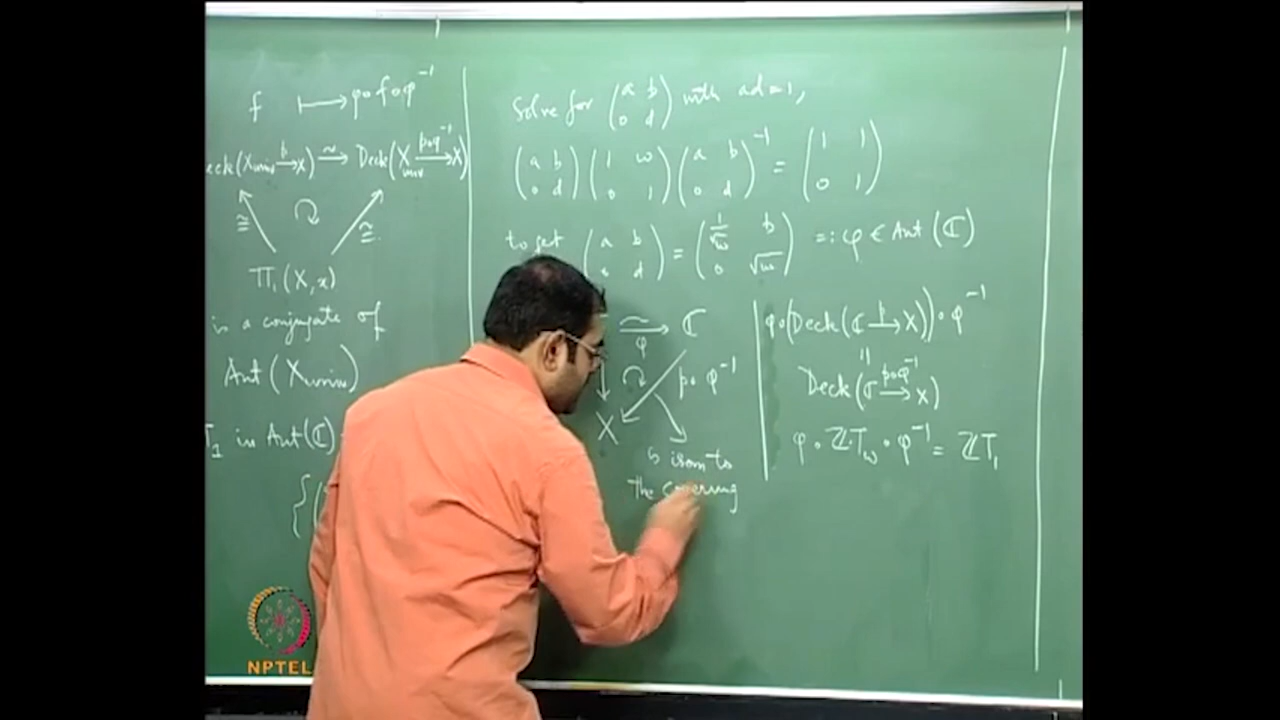 f ⟼ φ∘f∘φ⁻¹
eck(X_univ →^p X) ≅→ Deck(X_univ →^{p∘φ⁻¹} X)
≅ ≅
Π₁(X,x)
is a conjugate of
Aut(X_univ)
T₁ in Aut(ℂ)
{(
Solve for (a b; 0 d) with ad=1,
(a b; 0 d)(1 ω; 0 1)(a b; 0 d)⁻¹ = (1 1; 0 1)
to get (a b; 0 d) = (1/√ω b; 0 √ω) =: φ ∈ Aut(ℂ)
≅→ ℂ
φ
p∘φ⁻¹
X
is isom to
the covering
φ∘(Deck(ℂ →^p X))∘φ⁻¹
॥
Deck(ℂ →^{p∘φ⁻¹} X)
φ∘ℤT_ω∘φ⁻¹ = ℤT₁
NPTEL